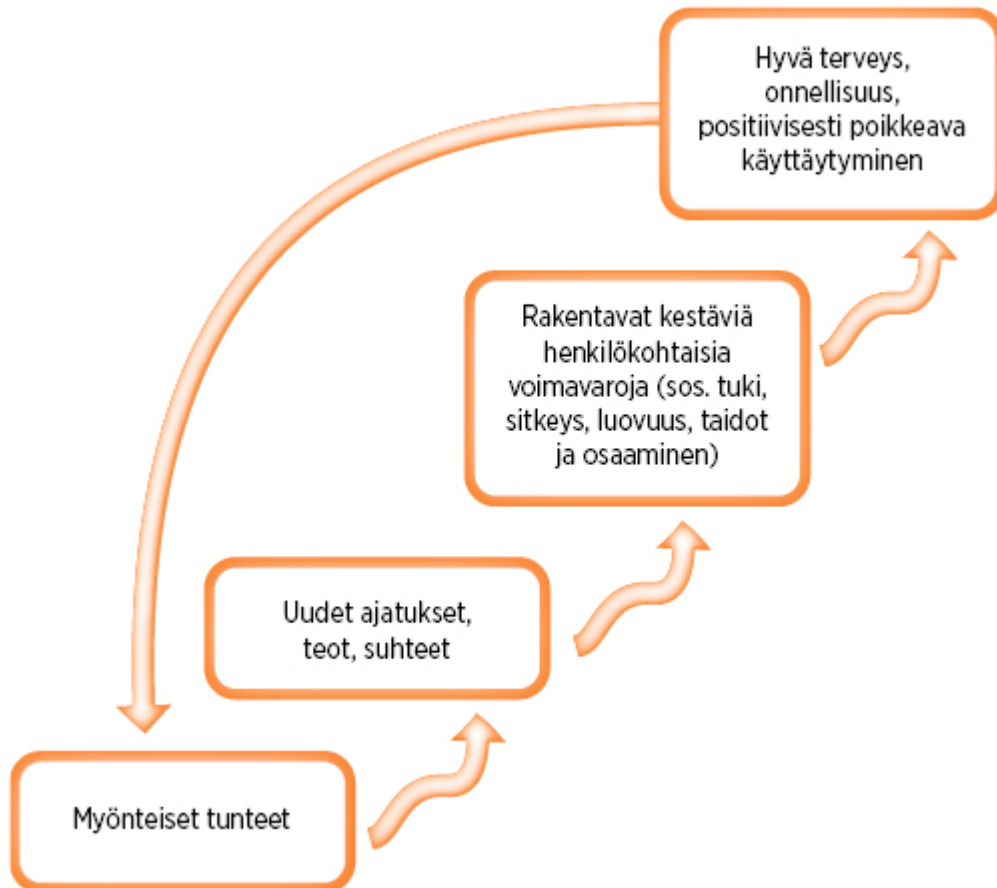 Hyvä terveys,
onnellisuus,
positiivisesti poikkeava
käyttäytyminen
Rakentavat kestäviä
henkilökohtaisia
voimavaroja (sos. tuki,
sitkeys, luovuus, taidot
ja osaaminen)
Uudet ajatukset,
teot, suhteet
Myönteiset tunteet